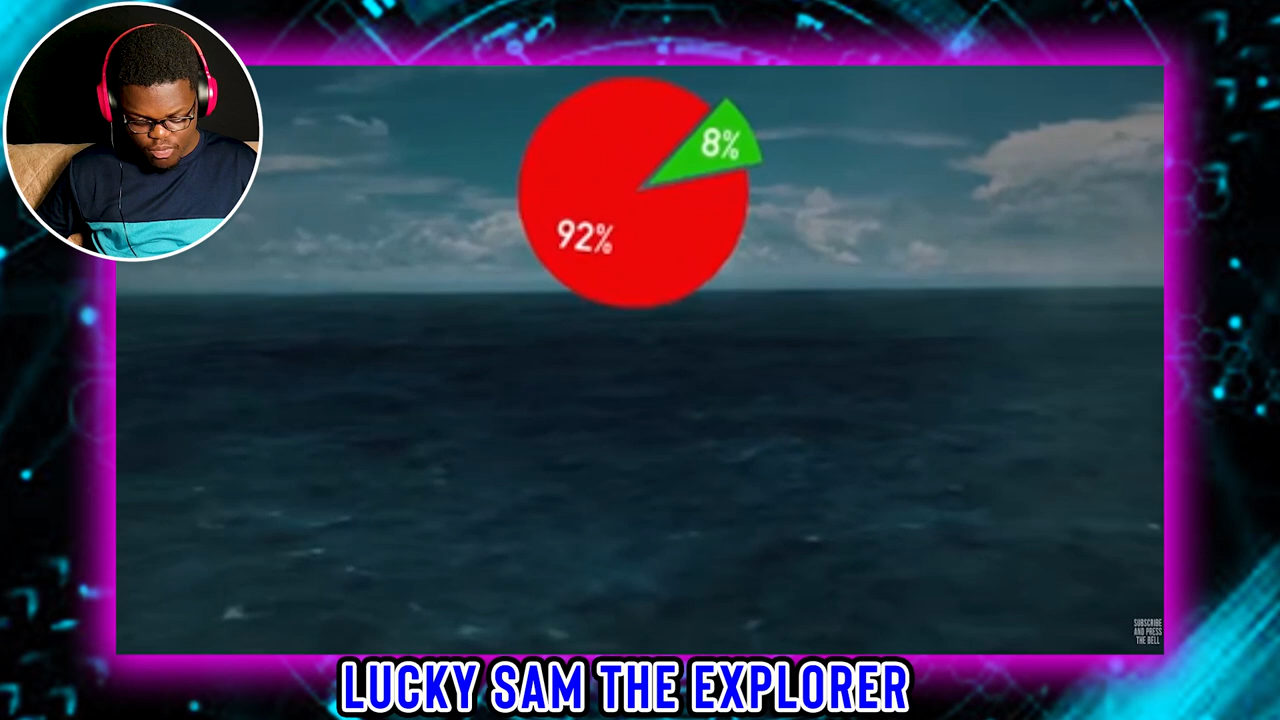 8%
92%
SUBSCRIBE
AND PRESS
THE BELL
LUCKY SAM THE EXPLORER